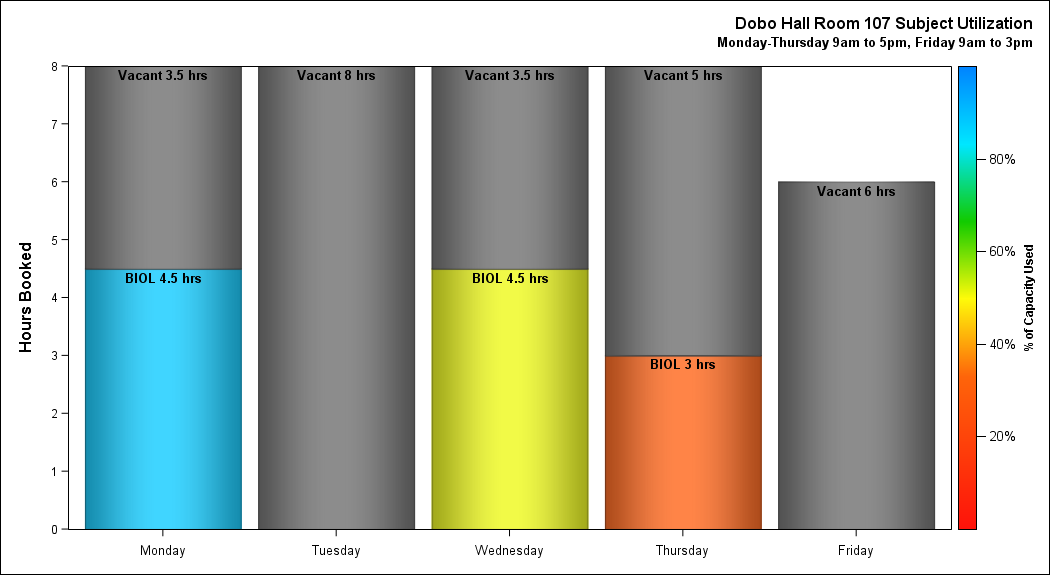 Dobo Hall Room 107 Subject Utilization
Monday-Thursday 9am to 5pm, Friday 9am to 3pm
Hours Booked
8
7
6
5
4
3
2
1
0
Vacant 3.5 hrs
BIOL 4.5 hrs
Vacant 8 hrs
Vacant 3.5 hrs
BIOL 4.5 hrs
Vacant 5 hrs
BIOL 3 hrs
Vacant 6 hrs
Monday
Tuesday
Wednesday
Thursday
Friday
80%
60%
40%
20%
% of Capacity Used